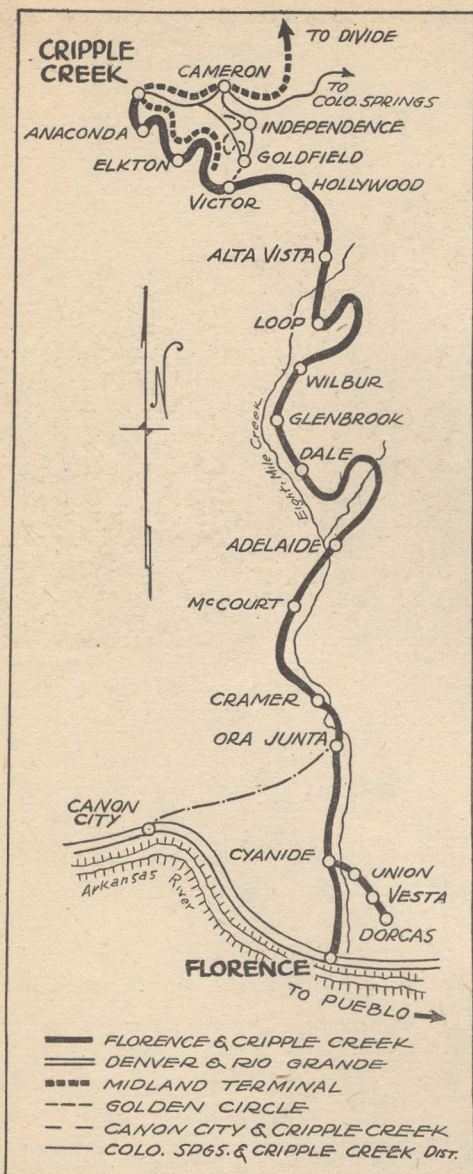 TO DIVIDE
CRIPPLE
CREEK
CAMERON
TO
COLO. SPRINGS
ANACONDA
INDEPENDENCE
ELKTON
GOLDFIELD
VICTOR
HOLLYWOOD
ALTA VISTA
LOOP
N
WILBUR
GLENBROOK
Eight Mile Creek
DALE
ADELAIDE
McCOURT
CRAMER
ORA JUNTA
CANON
CITY
CYANIDE
UNION
VESTA
Arkansas River
DORCAS
FLORENCE
TO PUEBLO
FLORENCE & CRIPPLE CREEK
DENVER & RIO GRANDE
MIDLAND TERMINAL
GOLDEN CIRCLE
CANON CITY & CRIPPLE CREEK
COLO. SPGS. & CRIPPLE CREEK DIST.